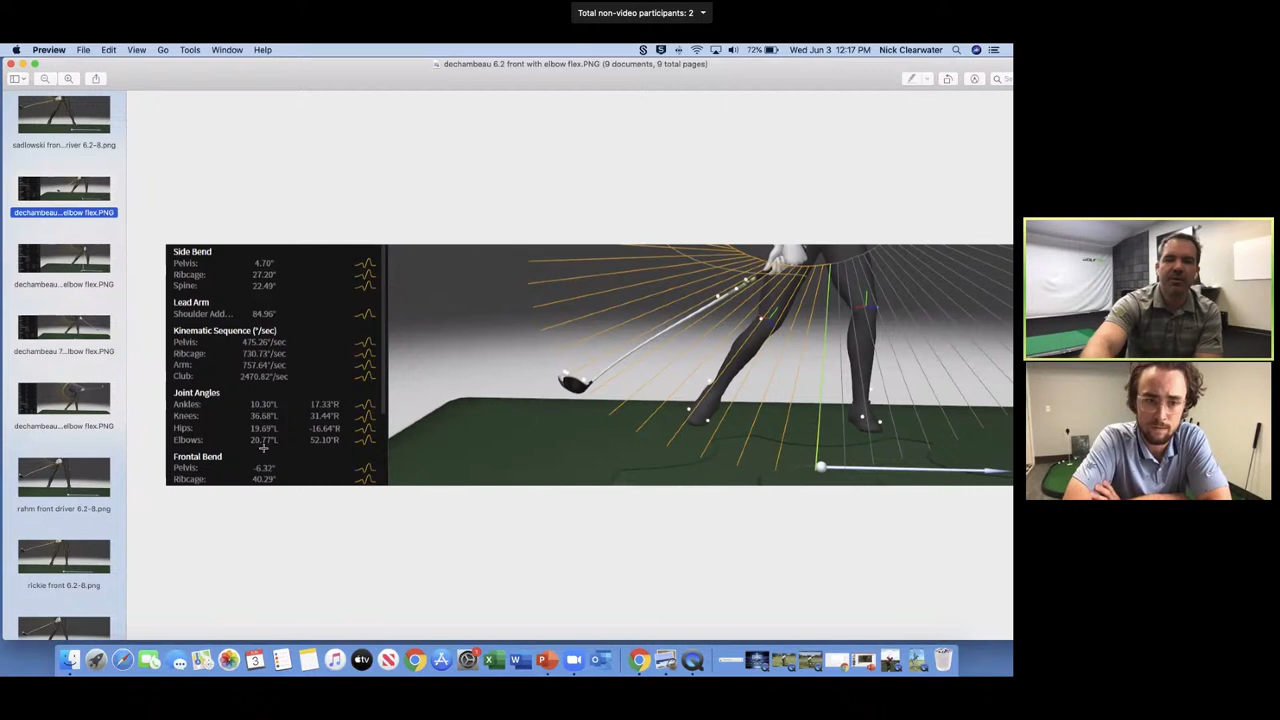 Total non-video participants: 2
Preview File Edit View Go Tools Window Help
72% Wed Jun 3 12:17 PM Nick Clearwater
dechambeau 6.2 front with elbow flex.PNG (9 documents, 9 total pages)
sadlowski fron...river 6.2-8.png
dechambeau...elbow flex.PNG
dechambeau...elbow flex.PNG
dechambeau 7...elbow flex.PNG
dechambeau...elbow flex.PNG
rahm front driver 6.2-8.png
rickie front 6.2-8.png
Side Bend
Pelvis: 4.70°
Ribcage: 27.20°
Spine: 22.49°
Lead Arm
Shoulder Add... 84.96°
Kinematic Sequence (°/sec)
Pelvis: 475.26°/sec
Ribcage: 730.73°/sec
Arm: 757.64°/sec
Club: 2470.82°/sec
Joint Angles
Ankles: 10.30°L 17.33°R
Knees: 36.68°L 31.44°R
Hips: 19.69°L -16.64°R
Elbows: 20.77°L 52.10°R
Frontal Bend
Pelvis: -6.32°
Ribcage: 40.29°
tv